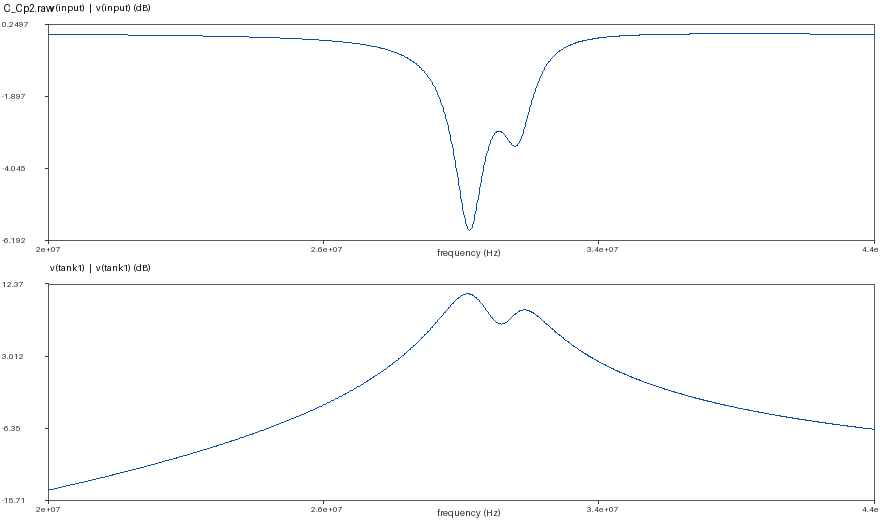 C_Cp2.raw v(input) | v(input) (dB)
0.2497
-1.897
-4.045
-6.192
2e+07 2.6e+07 3.4e+07 4.4e
frequency (Hz)
v(tank1) | v(tank1) (dB)
12.37
3.012
-6.35
-15.71
2e+07 2.6e+07 3.4e+07 4.4e
frequency (Hz)